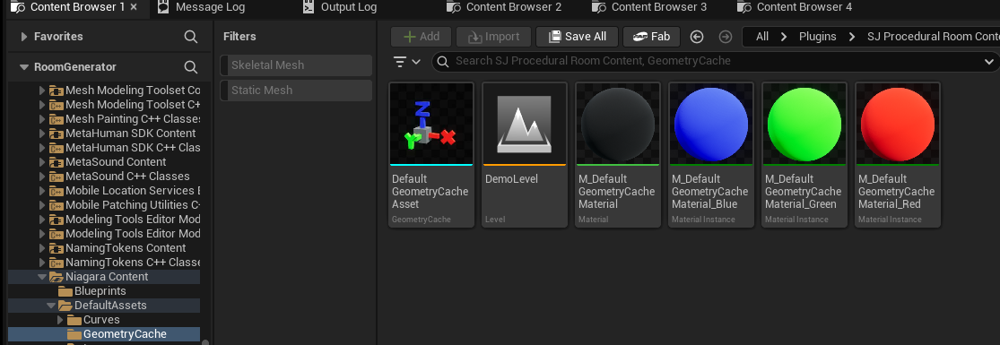 Content Browser 1
Message Log
Output Log
Content Browser 2
Content Browser 3
Content Browser 4
Favorites
Filters
Add
Import
Save All
Fab
All
Plugins
SJ Procedural Room Conte
RoomGenerator
Skeletal Mesh
Static Mesh
Search SJ Procedural Room Content, GeometryCache
Mesh Modeling Toolset Co
Mesh Modeling Toolset C+
Mesh Painting C++ Classes
MetaHuman SDK Content
MetaHuman SDK C++ Clas
MetaSound Content
MetaSound C++ Classes
Mobile Location Services B
Mobile Patching Utilities C+
Modeling Tools Editor Mod
Modeling Tools Editor Mod
NamingTokens Content
NamingTokens C++ Classe
Niagara Content
Blueprints
DefaultAssets
Curves
GeometryCache
N
Y
X
Default
GeometryCache
Asset
GeometryCache
DemoLevel
Level
M_Default
GeometryCache
Material
Material
M_Default
GeometryCache
Material_Blue
Material Instance
M_Default
GeometryCache
Material_Green
Material Instance
M_Default
GeometryCache
Material_Red
Material Instance